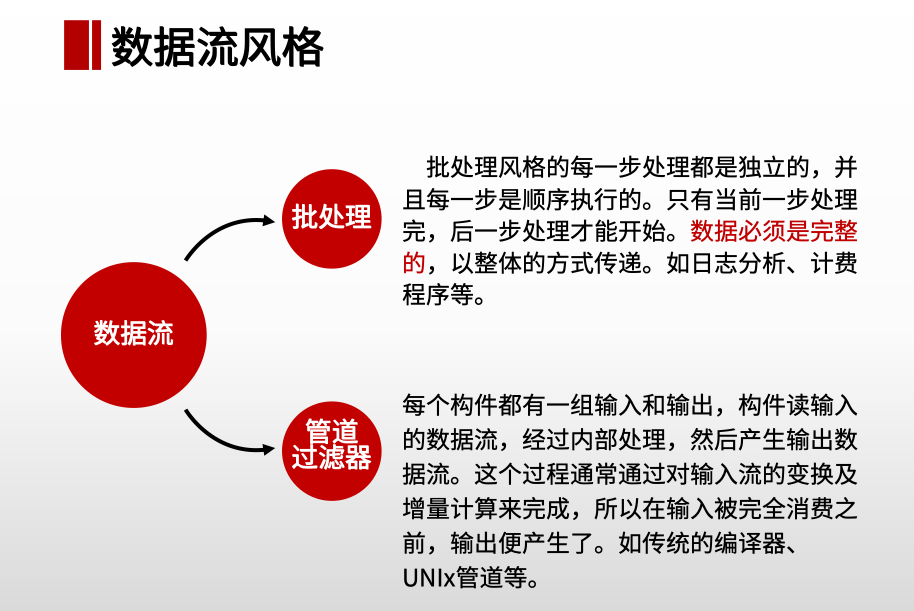 数据流风格
批处理
批处理风格的每一步处理都是独立的，并
且每一步是顺序执行的。只有当前一步处理
完，后一步处理才能开始。数据必须是完整
的，以整体的方式传递。如日志分析、计费
程序等。
数据流
管道
过滤器
每个构件都有一组输入和输出，构件读输入
的数据流，经过内部处理，然后产生输出数
据流。这个过程通常通过对输入流的变换及
增量计算来完成，所以在输入被完全消费之
前，输出便产生了。如传统的编译器、
UNIx管道等。